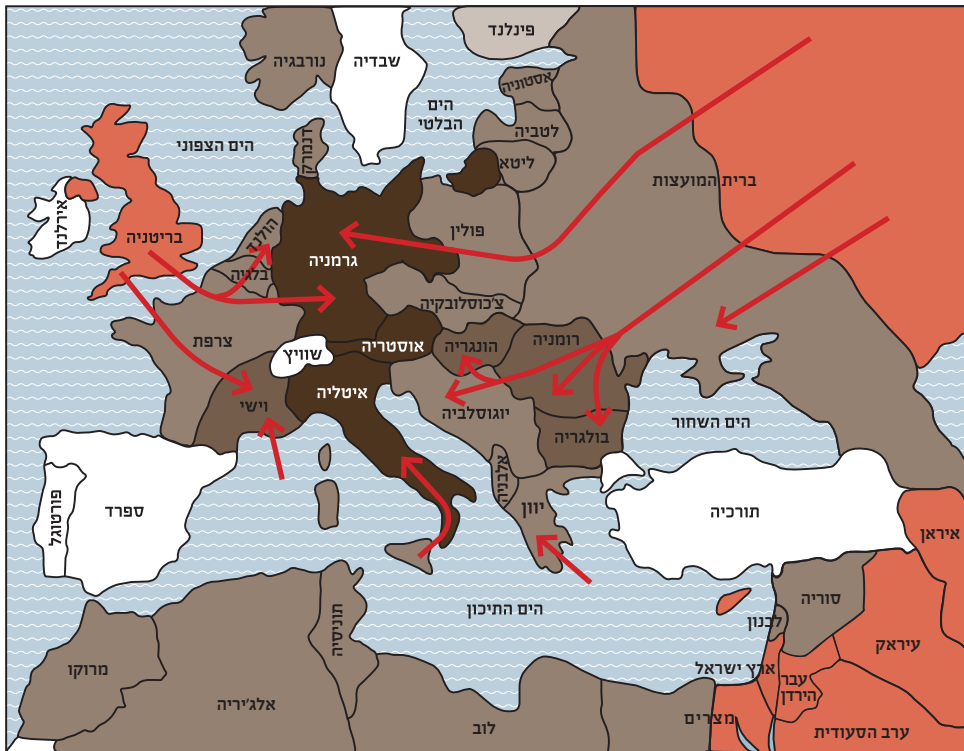 פינלנד
שבדיה
נורבגיה
אסטוניה
הים
הבלטי
לטביה
הים הצפוני
דנמרק
ליטא
ברית המועצות
אירלנד
בריטניה
הולנד
פולין
גרמניה
בלגיה
צ'כוסלובקיה
צרפת
שוויץ
אוסטריה
הונגריה
רומניה
איטליה
וישי
יוגוסלביה
הים השחור
בולגריה
אלבניה
פורטוגל
ספרד
יוון
תורכיה
איראן
הים התיכון
סוריה
לבנון
תוניסיה
עיראק
מרוקו
ארץ ישראל
עבר
הירדן
אלג'יריה
לוב
מצרים
ערב הסעודית